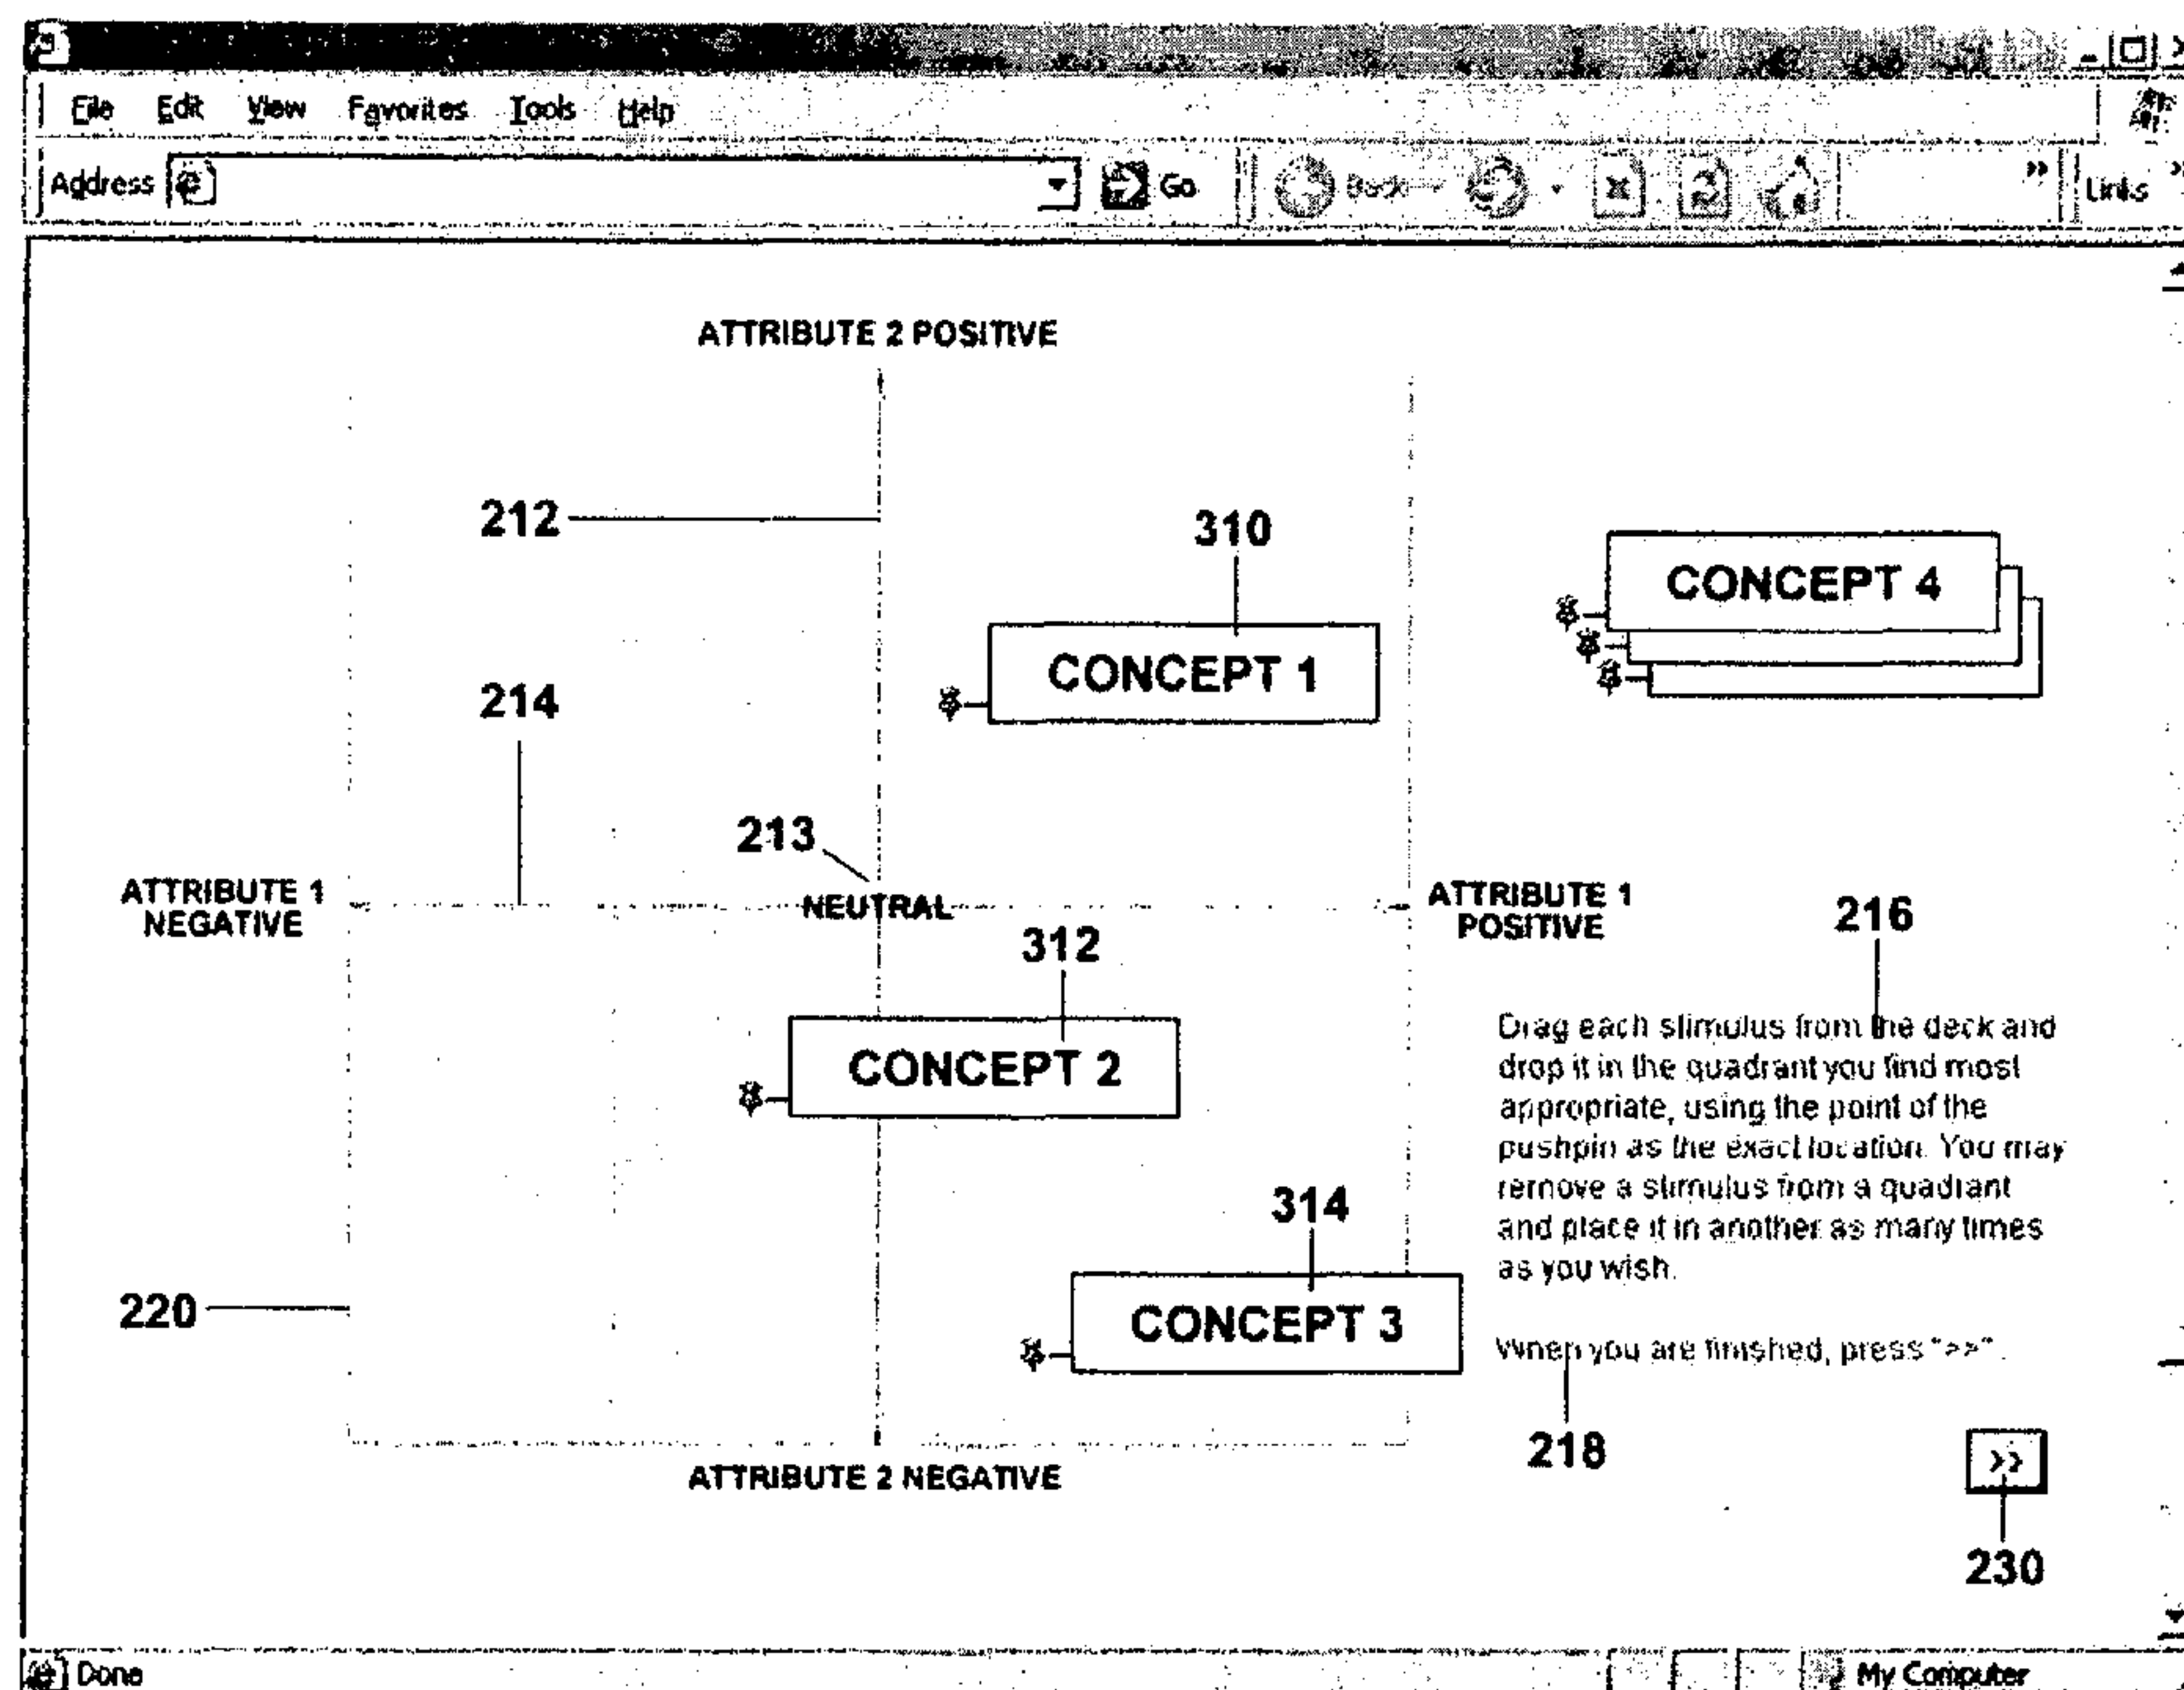 File Edit View Favorites Tools Help
Address Go Back Links
ATTRIBUTE 2 POSITIVE
212
310
CONCEPT 4
CONCEPT 1
214
213
ATTRIBUTE 1
NEGATIVE
NEUTRAL
ATTRIBUTE 1
POSITIVE
216
312
CONCEPT 2
Drag each stimulus from the deck and
drop it in the quadrant you find most
appropriate, using the point of the
pushpin as the exact location. You may
remove a stimulus from a quadrant
and place it in another as many times
as you wish.
314
220
CONCEPT 3
When you are finished, press ">>".
218
ATTRIBUTE 2 NEGATIVE
>>
230
Done My Computer